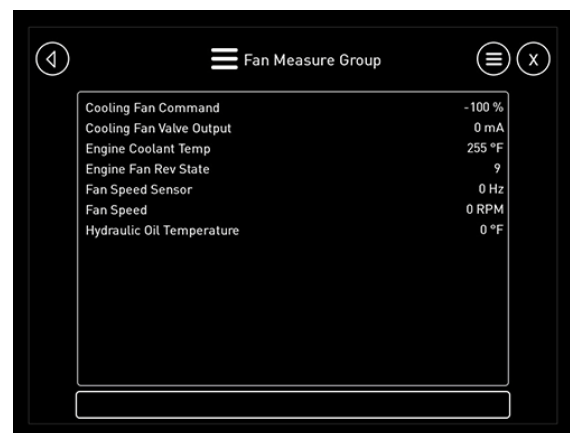 Fan Measure Group
X
Cooling Fan Command -100 %
Cooling Fan Valve Output 0 mA
Engine Coolant Temp 255 °F
Engine Fan Rev State 9
Fan Speed Sensor 0 Hz
Fan Speed 0 RPM
Hydraulic Oil Temperature 0 °F